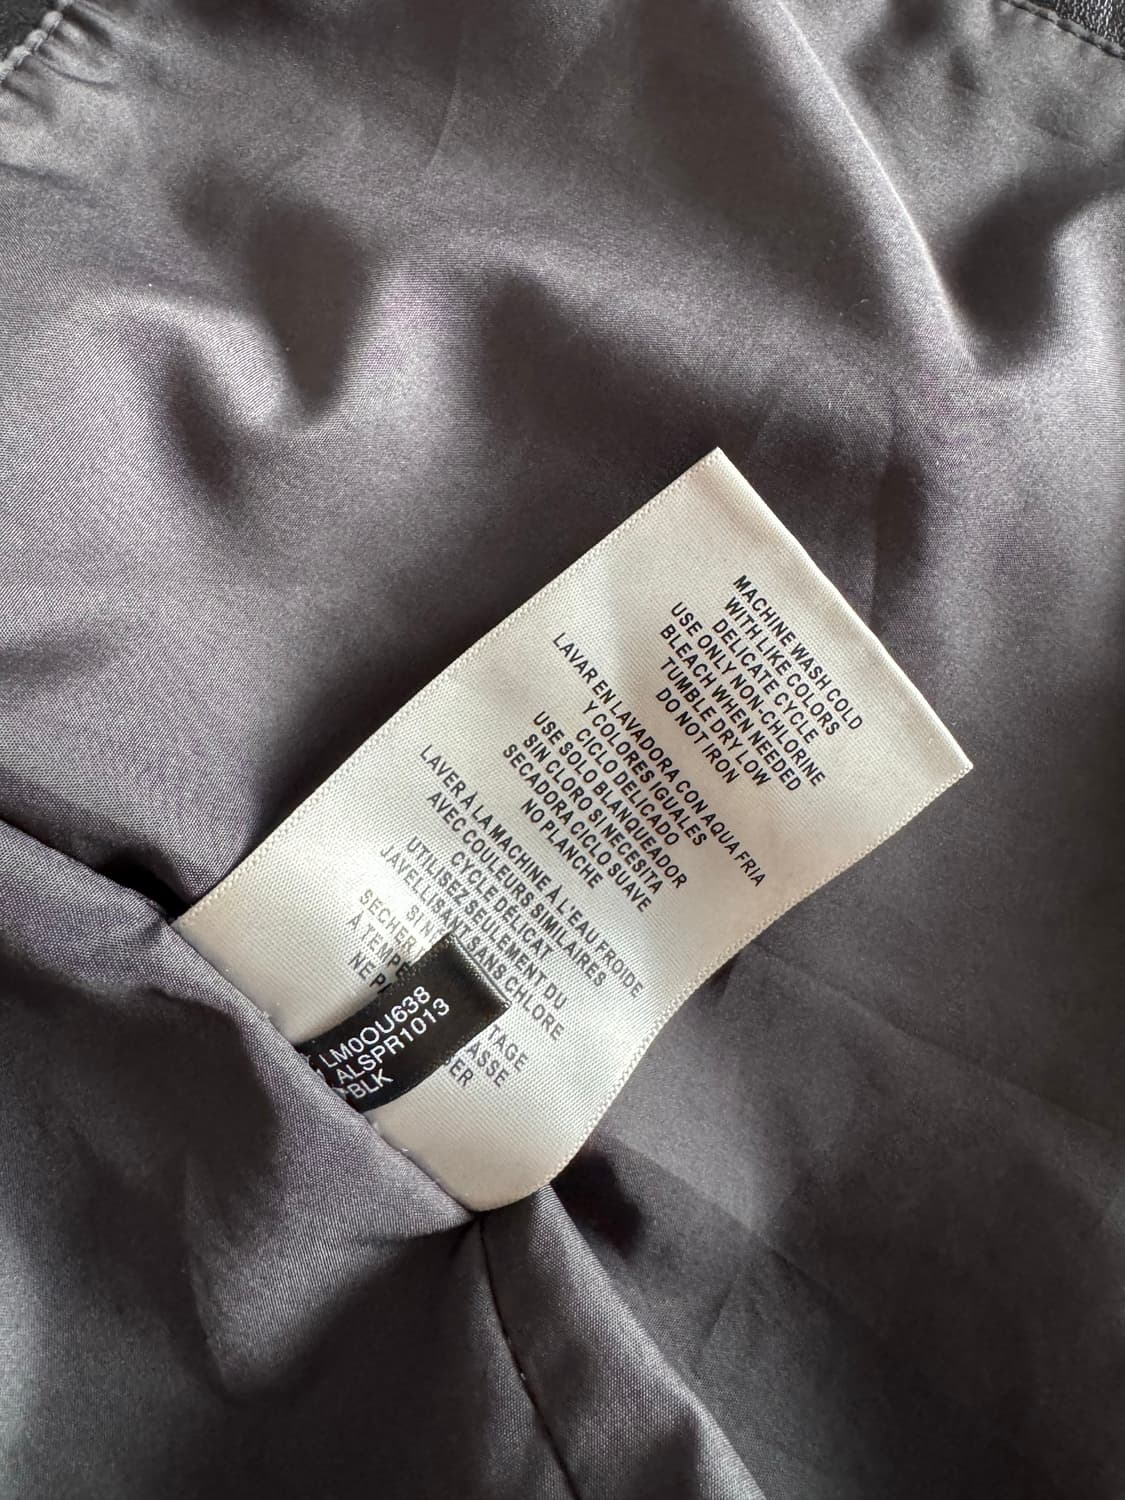 MACHINE WASH COLD
WITH LIKE COLORS
DELICATE CYCLE
USE ONLY NON-CHLORINE
BLEACH WHEN NEEDED
TUMBLE DRY LOW
DO NOT IRON
LAVAR EN LAVADORA CON AQUA FRIA
Y COLORES IGUALES
CICLO DELICADO
USE SOLO BLANQUEADOR
SIN CLORO SI NECESITA
SECADORA CICLO SUAVE
NO PLANCHE
LAVER À LA MACHINE À L'EAU FROIDE
AVEC COULEURS SIMILAIRES
CYCLE DÉLICAT
UTILISEZ SEULEMENT DU
JAVELLISANT SANS CHLORE
TAGE
ASSE
LM0OU638
ALSPR1013
BLK